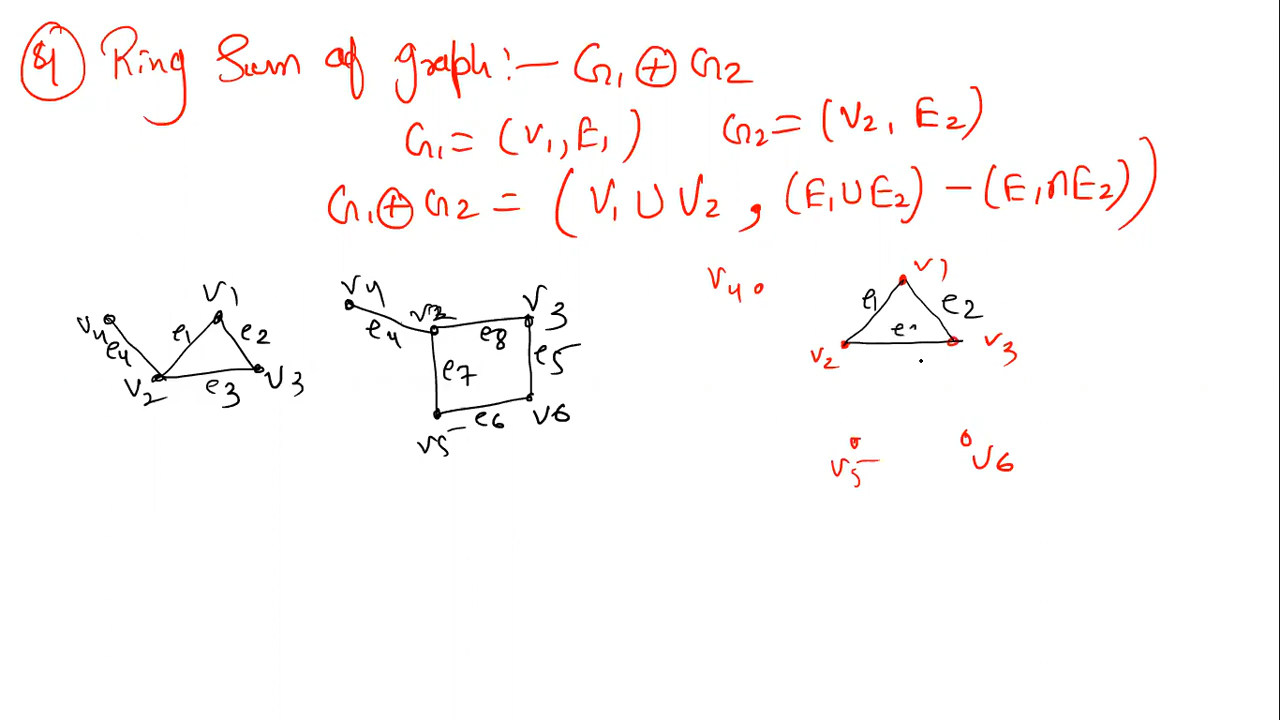 8) Ring Sum of graph:- G1 ⊕ G2
G1 = (V1, E1) G2 = (V2, E2)
G1 ⊕ G2 = (V1 ∪ V2, (E1 ∪ E2) - (E1 ∩ E2))
V4 e4 V2 e1 V1 e2 e3 V3
V4 e4 V2 e8 V3 e7 e5 V5 e6 V6
V4 V1 e1 e2 V2 V3
V5 V6